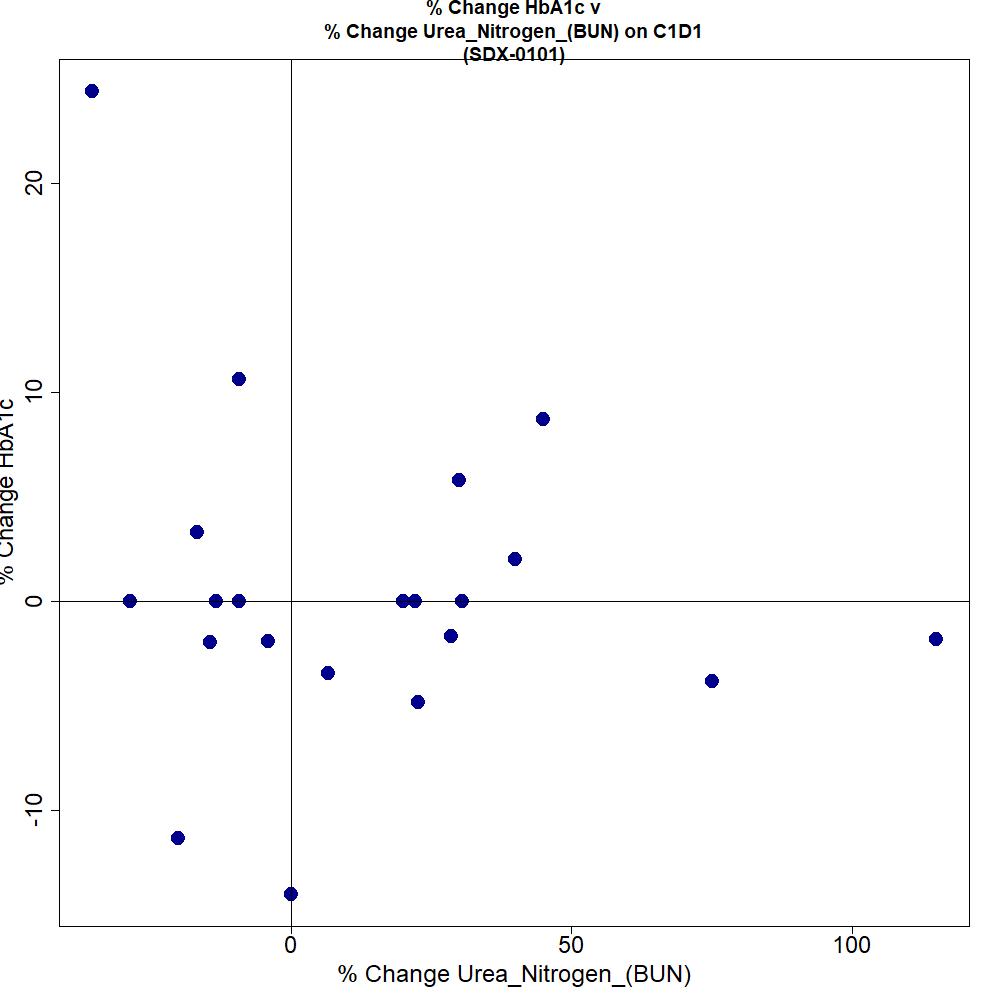 % Change HbA1c v
% Change Urea_Nitrogen_(BUN) on C1D1
(SDX-0101)
% Change HbA1c
20
10
0
-10
0
50
100
% Change Urea_Nitrogen_(BUN)